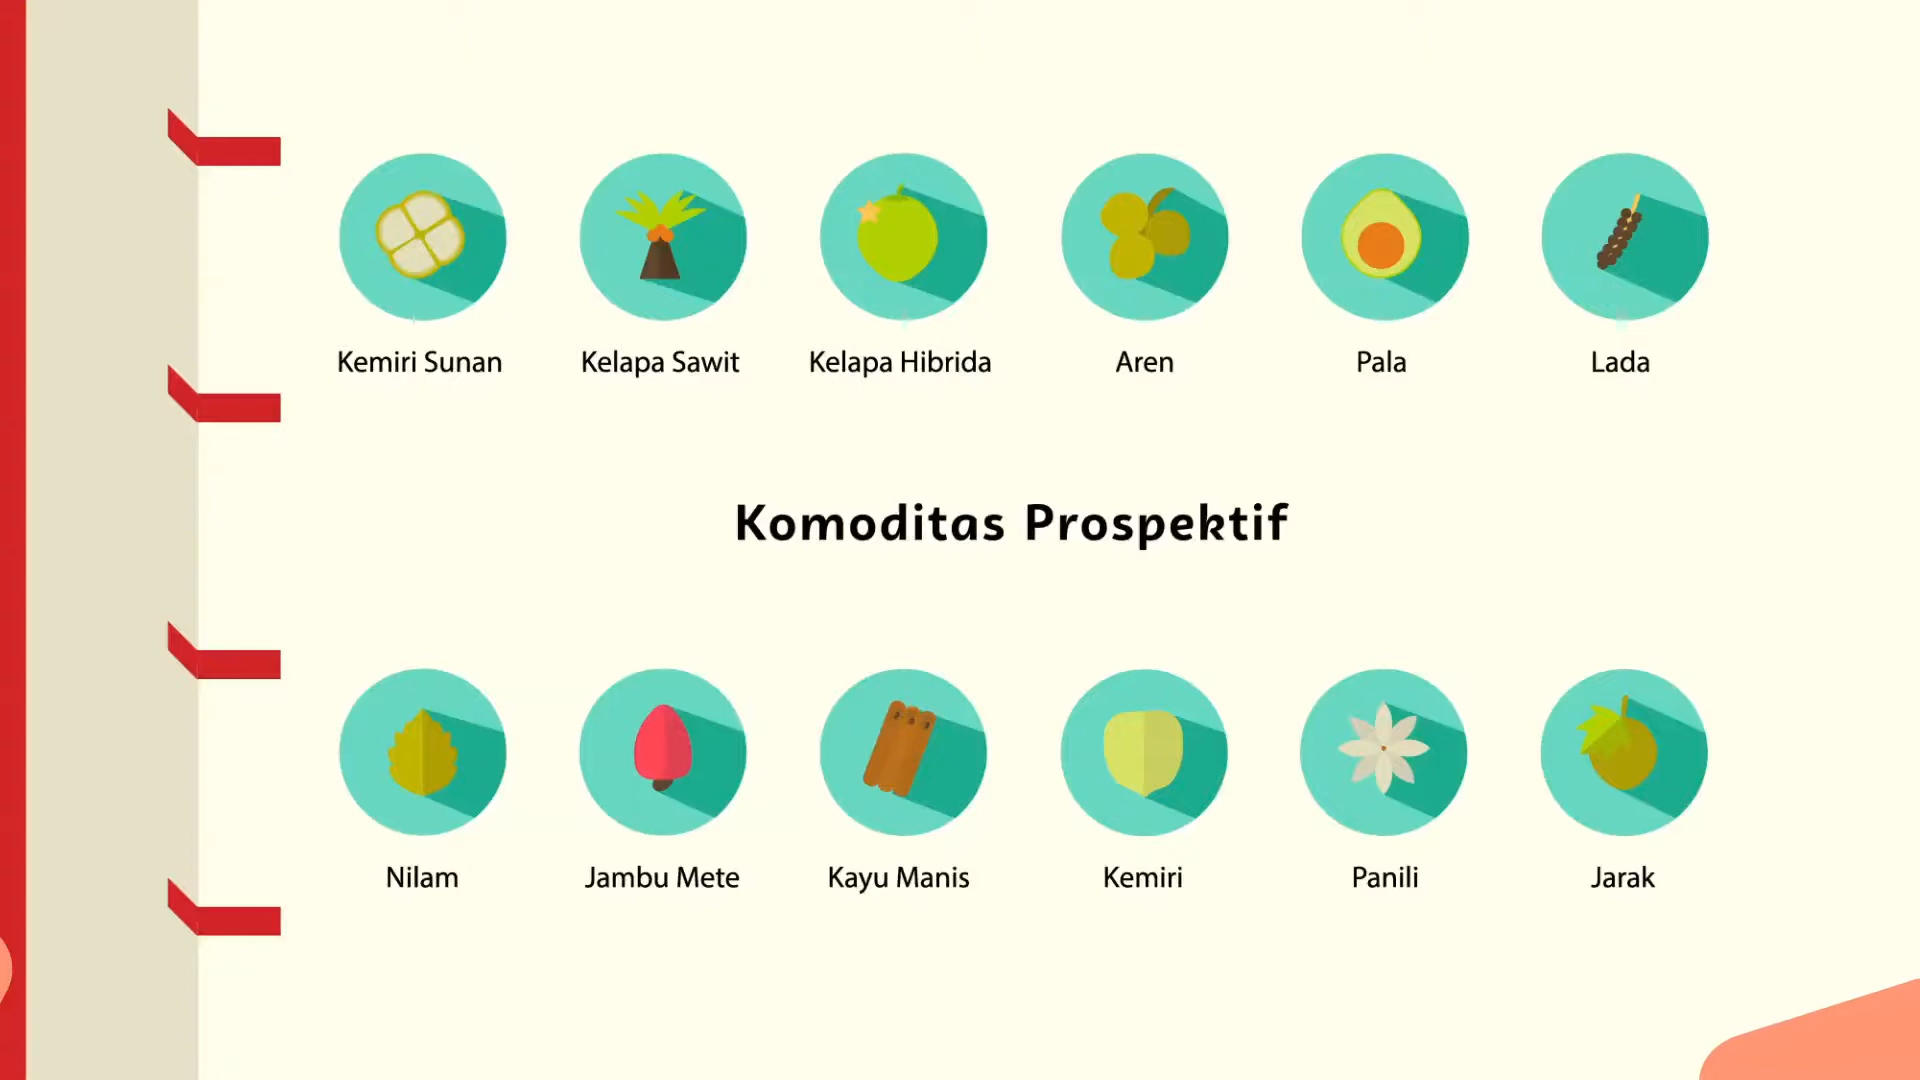 Kemiri Sunan
Kelapa Sawit
Kelapa Hibrida
Aren
Pala
Lada
Komoditas Prospektif
Nilam
Jambu Mete
Kayu Manis
Kemiri
Panili
Jarak